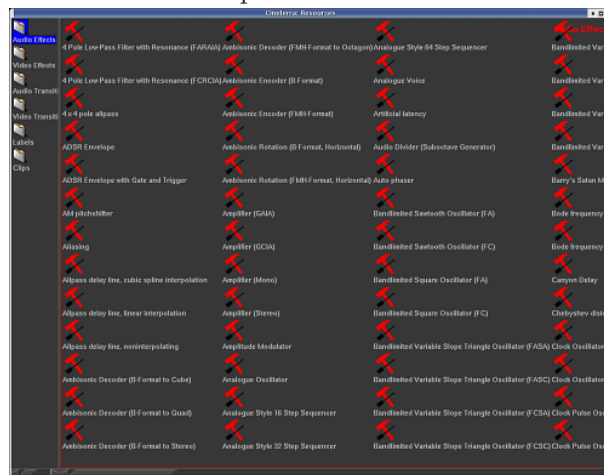 Cinelerra: Resources
Audio Effects
Video Effects
Audio Transiti
Video Transiti
Labels
Clips
4 Pole Low-Pass Filter with Resonance (FARAIA)
4 Pole Low-Pass Filter with Resonance (FCRCIA)
4 x 4 pole allpass
ADSR Envelope
ADSR Envelope with Gate and Trigger
AM pitchshifter
Aliasing
Allpass delay line, cubic spline interpolation
Allpass delay line, linear interpolation
Allpass delay line, noninterpolating
Ambisonic Decoder (B-Format to Cube)
Ambisonic Decoder (B-Format to Quad)
Ambisonic Decoder (B-Format to Stereo)
Ambisonic Decoder (FMH-Format to Octagon)
Ambisonic Encoder (B-Format)
Ambisonic Encoder (FMH-Format)
Ambisonic Rotation (B-Format, Horizontal)
Ambisonic Rotation (FMH-Format, Horizontal)
Amplifier (GAIA)
Amplifier (GCIA)
Amplifier (Mono)
Amplifier (Stereo)
Amplitude Modulator
Analogue Oscillator
Analogue Style 16 Step Sequencer
Analogue Style 32 Step Sequencer
Analogue Style 64 Step Sequencer
Analogue Voice
Artificial latency
Audio Divider (Suboctave Generator)
Auto phaser
Bandlimited Sawtooth Oscillator (FA)
Bandlimited Sawtooth Oscillator (FC)
Bandlimited Square Oscillator (FA)
Bandlimited Square Oscillator (FC)
Bandlimited Variable Slope Triangle Oscillator (FASA)
Bandlimited Variable Slope Triangle Oscillator (FASC)
Bandlimited Variable Slope Triangle Oscillator (FCSA)
Bandlimited Variable Slope Triangle Oscillator (FCSC)
Bandlimited Var
Bandlimited Var
Bandlimited Var
Bandlimited Var
Barry's Satan M
Bode frequency
Bode frequency
Canyon Delay
Chebyshev dist
Clock Oscillator
Clock Oscillator
Clock Pulse Os
Clock Pulse Os